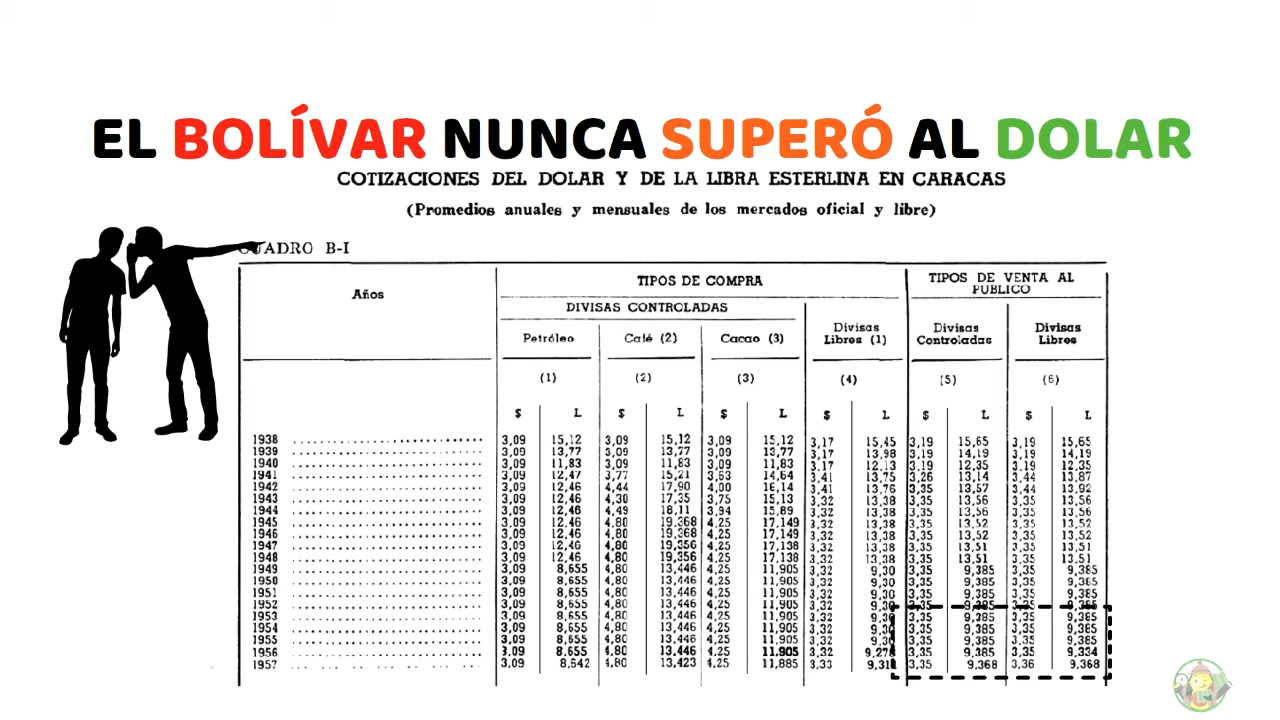 EL BOLÍVAR NUNCA SUPERÓ AL DOLAR
COTIZACIONES DEL DOLAR Y DE LA LIBRA ESTERLINA EN CARACAS
(Promedios anuales y mensuales de los mercados oficial y libre)
CUADRO B-I
Años
TIPOS DE COMPRA
TIPOS DE VENTA AL
PUBLICO
DIVISAS CONTROLADAS
Divisas
Libres (1)
Divisas
Controladas
Divisas
Libres
Petróleo Café (2) Cacao (3)
(1) (2) (3) (4) (5) (6)
$ L $ L $ L $ L $ L $ L
1938 3,09 15,12 3,09 15,12 3,09 15,12 3,17 15,45 3,19 15,65 3,19 15,65
1939 3,09 13,77 3,09 13,77 3,09 13,77 3,17 13,98 3,19 14,19 3,19 14,19
1940 3,09 11,83 3,09 11,83 3,09 11,83 3,17 12,13 3,19 12,35 3,19 12,35
1941 3,09 12,47 3,77 15,21 3,63 14,64 3,41 13,75 3,26 13,14 3,44 13,87
1942 3,09 12,46 4,44 17,90 4,00 16,14 3,41 13,76 3,35 13,57 3,44 13,92
1943 3,09 12,46 4,30 17,35 3,75 15,13 3,32 13,38 3,35 13,56 3,35 13,56
1944 3,09 12,46 4,49 18,11 3,94 15,89 3,32 13,38 3,35 13,56 3,35 13,56
1945 3,09 12,46 4,80 19,368 4,25 17,149 3,32 13,38 3,35 13,52 3,35 13,52
1946 3,09 12,46 4,80 19,368 4,25 17,149 3,32 13,38 3,35 13,52 3,35 13,52
1947 3,09 12,46 4,80 19,356 4,25 17,138 3,32 13,38 3,35 13,51 3,35 13,51
1948 3,09 12,46 4,80 19,356 4,25 17,138 3,32 13,38 3,35 13,51 3,35 13,51
1949 3,09 8,655 4,80 13,446 4,25 11,905 3,32 9,30 3,35 9,385 3,35 9,385
1950 3,09 8,655 4,80 13,446 4,25 11,905 3,32 9,30 3,35 9,385 3,35 9,385
1951 3,09 8,655 4,80 13,446 4,25 11,905 3,32 9,30 3,35 9,385 3,35 9,385
1952 3,09 8,655 4,80 13,446 4,25 11,905 3,32 9,30 3,35 9,385 3,35 9,385
1953 3,09 8,655 4,80 13,446 4,25 11,905 3,32 9,30 3,35 9,385 3,35 9,385
1954 3,09 8,655 4,80 13,446 4,25 11,905 3,32 9,30 3,35 9,385 3,35 9,385
1955 3,09 8,655 4,80 13,446 4,25 11,905 3,32 9,30 3,35 9,385 3,35 9,385
1956 3,09 8,655 4,80 13,446 4,25 11,905 3,32 9,278 3,35 9,385 3,35 9,334
1957 3,09 8,642 4,80 13,423 4,25 11,885 3,33 3,35 9,368 3,36 9,368